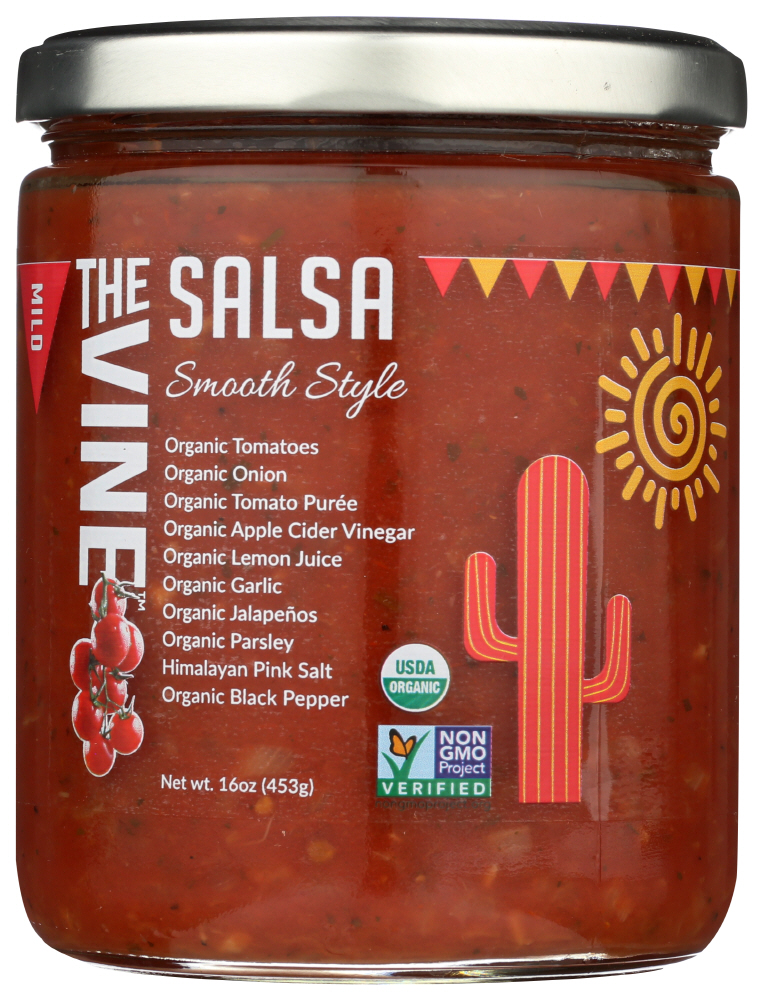 MILD
THE VINE™
SALSA
Smooth Style
Organic Tomatoes
Organic Onion
Organic Tomato Purée
Organic Apple Cider Vinegar
Organic Lemon Juice
Organic Garlic
Organic Jalapeños
Organic Parsley
Himalayan Pink Salt
Organic Black Pepper
USDA
ORGANIC
NON
GMO
Project
VERIFIED
Net wt. 16oz (453g)